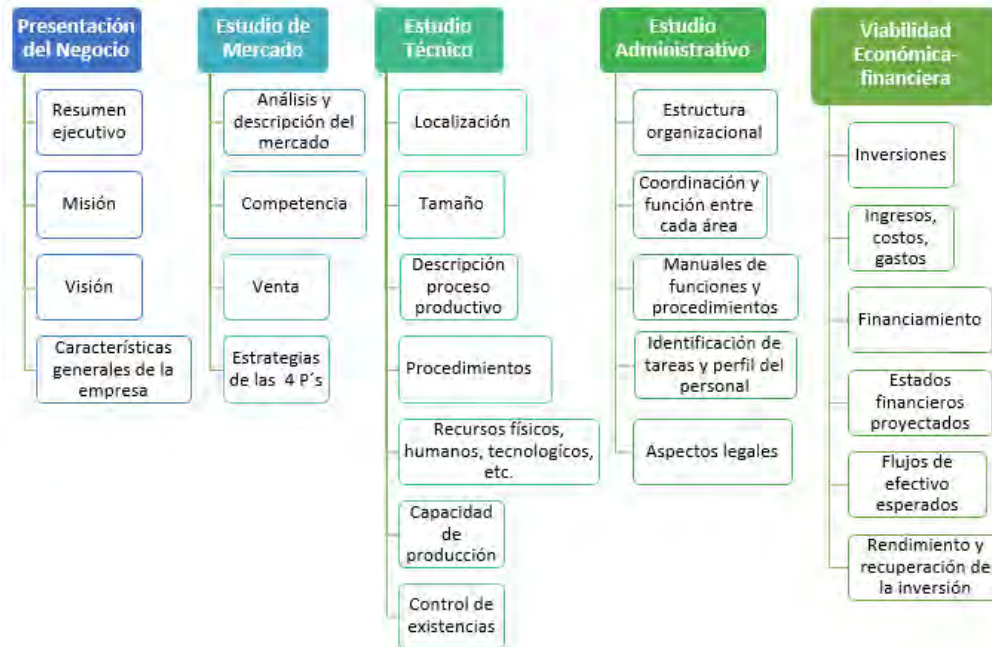 Presentación
del Negocio
Resumen
ejecutivo
Misión
Visión
Características
generales de la
empresa
Estudio de
Mercado
Análisis y
descripción del
mercado
Competencia
Venta
Estrategias
de las 4 P´s
Estudio
Técnico
Localización
Tamaño
Descripción
proceso
productivo
Procedimientos
Recursos físicos,
humanos, tecnologícos,
etc.
Capacidad
de
producción
Control de
existencias
Estudio
Administrativo
Estructura
organizacional
Coordinación y
función entre
cada área
Manuales de
funciones y
procedimientos
Identificación de
tareas y perfil del
personal
Aspectos legales
Viabilidad
Económica-
financiera
Inversiones
Ingresos,
costos,
gastos
Financiamiento
Estados
financieros
proyectados
Flujos de
efectivo
esperados
Rendimiento y
recuperación de
la inversión